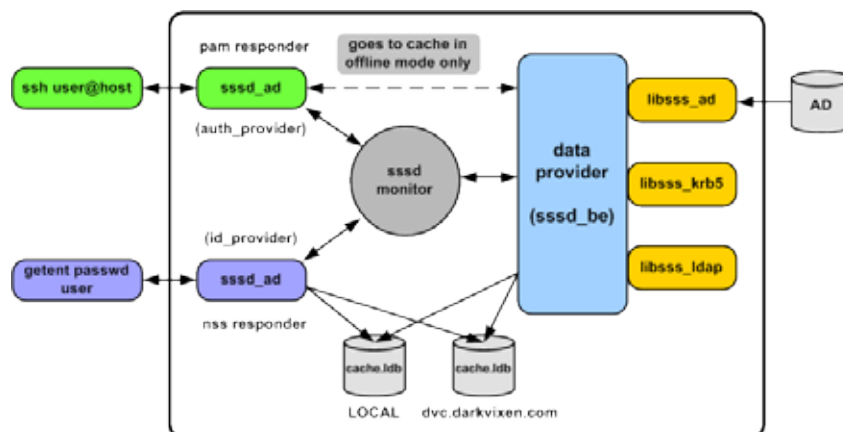 pam responder
goes to cache in
offline mode only
ssh user@host
sssd_ad
libsss_ad
AD
(auth_provider)
data
provider
(sssd_be)
sssd
monitor
libsss_krb5
(id_provider)
getent passwd
user
sssd_ad
libsss_ldap
nss responder
cache.ldb
cache.ldb
LOCAL
dvc.darkvixen.com